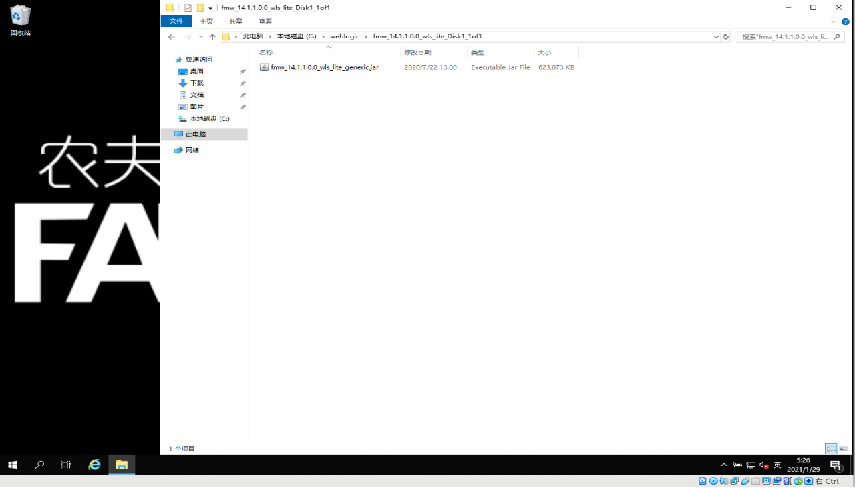 回收站
农夫
FA
fmw_14.1.1.0.0_wls_lite_Disk1_1of1
文件 主页 共享 查看
此电脑 › 本地磁盘 (C:) › weblogic › fmw_14.1.1.0.0_wls_lite_Disk1_1of1
搜索"fmw_14.1.1.0.0_wls_li...
名称 修改日期 类型 大小
fmw_14.1.1.0.0_wls_lite_generic.jar 2020/7/22 13:00 Executable Jar File 623,073 KB
快速访问
桌面
下载
文档
图片
本地磁盘 (C:)
此电脑
网络
1 个项目
英
5:26
2021/1/29
右 Ctrl